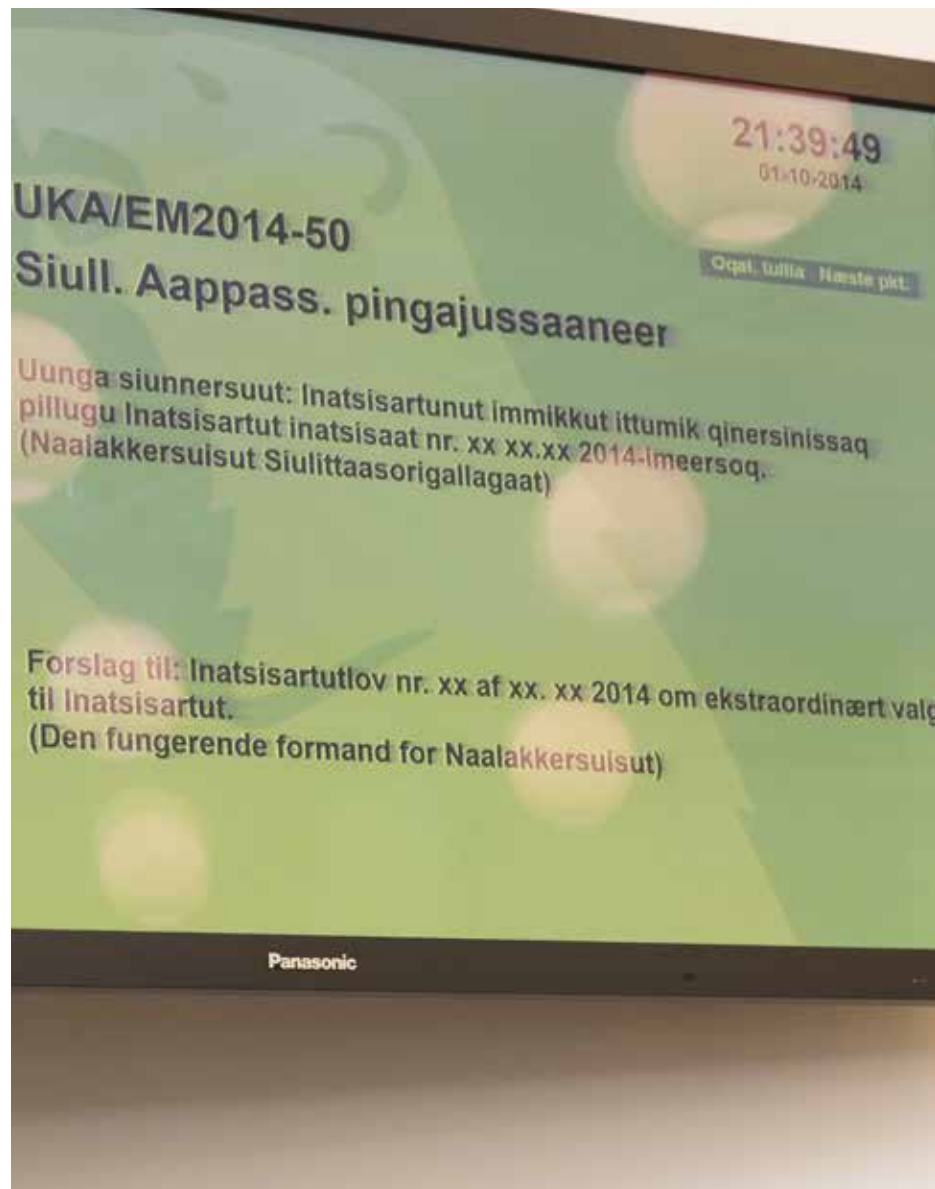 21:39:49
01-10-2014
UKA/EM2014-50
Oqal. tullia Næste pkt.
Siull. Aappass. pingajussaaneer
Uunga siunnersuut: Inatsisartunut immikkut ittumik qinersinissaq
pillugu Inatsisartut inatsisaat nr. xx xx.xx 2014-imeersoq.
(Naalakkersuisut Siulittaasorigallagaat)
Forslag til: Inatsisartutlov nr. xx af xx. xx 2014 om ekstraordinært valg
til Inatsisartut.
(Den fungerende formand for Naalakkersuisut)
Panasonic